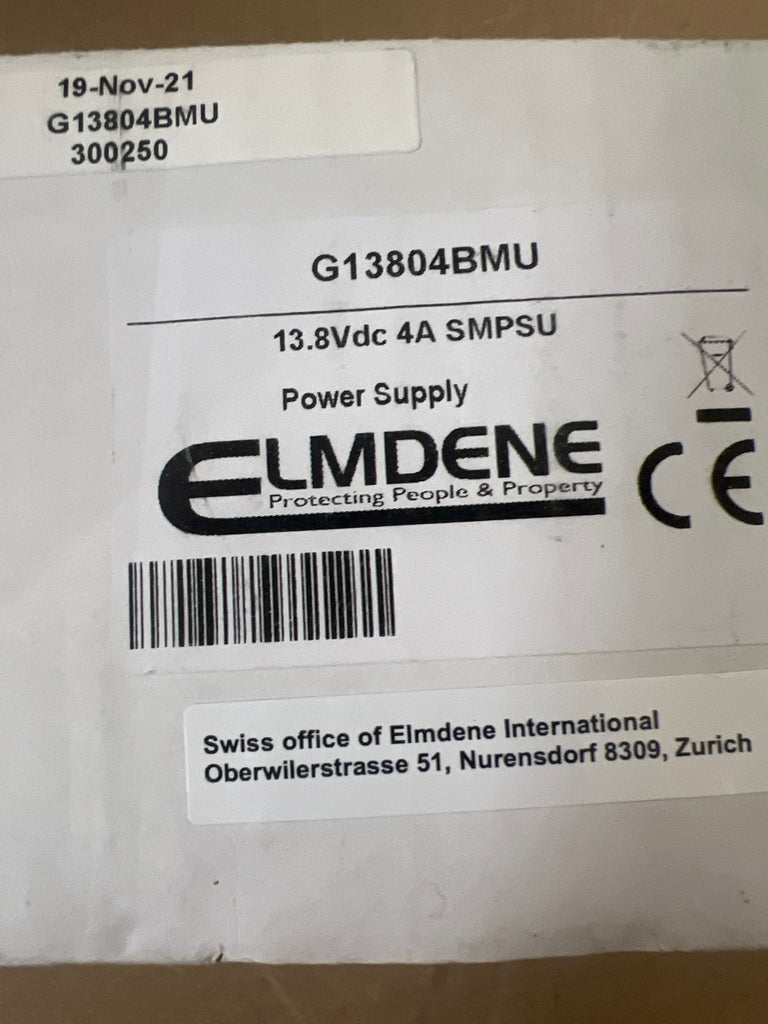 19-Nov-21
G13804BMU
300250
G13804BMU
13.8Vdc 4A SMPSU
Power Supply
ELMDENE
Protecting People & Property
CE
Swiss office of Elmdene International
Oberwilerstrasse 51, Nurensdorf 8309, Zurich